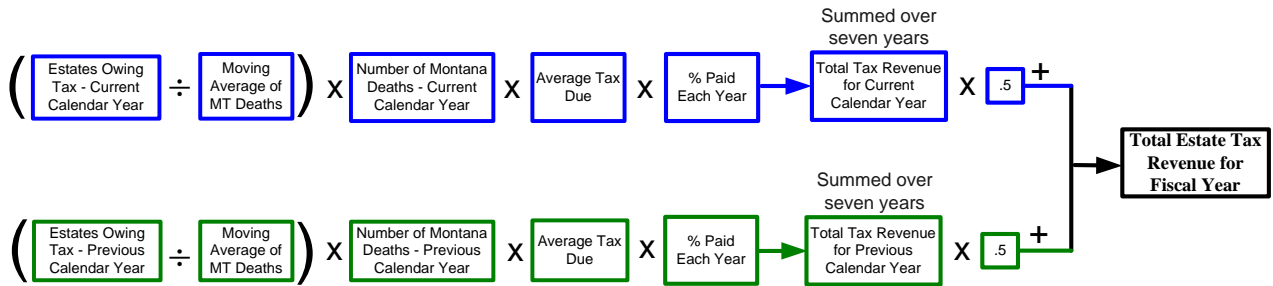 Summed over
seven years
( Estates Owing
Tax - Current
Calendar Year
÷
Moving
Average of
MT Deaths
)
X
Number of Montana
Deaths - Current
Calendar Year
X
Average Tax
Due
X
% Paid
Each Year
Total Tax Revenue
for Current
Calendar Year
X
.5
+
Total Estate Tax
Revenue for
Fiscal Year
Summed over
seven years
( Estates Owing
Tax - Previous
Calendar Year
÷
Moving
Average of
MT Deaths
)
X
Number of Montana
Deaths - Previous
Calendar Year
X
Average Tax
Due
X
% Paid
Each Year
Total Tax Revenue
for Previous
Calendar Year
X
.5
+